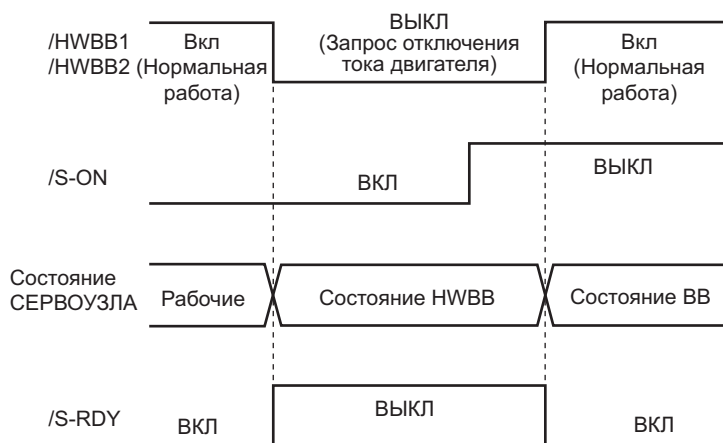 /HWBB1
/HWBB2
Вкл
(Нормальная
работа)
ВЫКЛ
(Запрос отключения
тока двигателя)
Вкл
(Нормальная
работа)
/S-ON
ВКЛ
ВЫКЛ
Состояние
СЕРВОУЗЛА
Рабочие
Состояние HWBB
Состояние BB
/S-RDY
ВКЛ
ВЫКЛ
ВКЛ